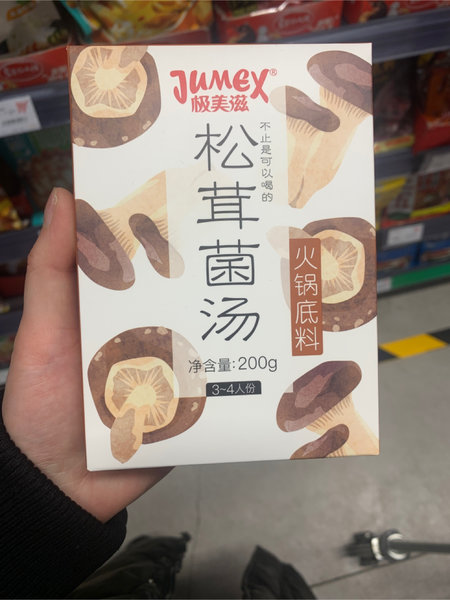 JUMEX®
极美滋
不止是可以喝的
松茸菌汤
火锅底料
净含量:200g
3~4人份